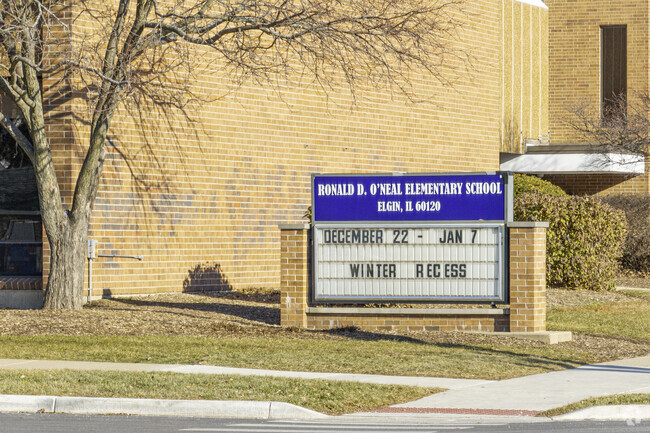 RONALD D. O'NEAL ELEMENTARY SCHOOL
ELGIN, IL 60120
DECEMBER 22 - JAN 7
WINTER RECESS